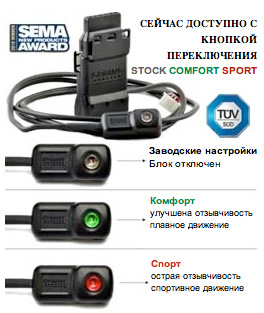 SEMA
NEW PRODUCTS
AWARD
СЕЙЧАС ДОСТУПНО С
КНОПКОЙ
ПЕРЕКЛЮЧЕНИЯ
STOCK COMFORT SPORT
TÜV
SÜD
Заводские настройки
Блок отключен
Комфорт
улучшена отзывчивость
плавное движение
Спорт
острая отзывчивость
спортивное движение